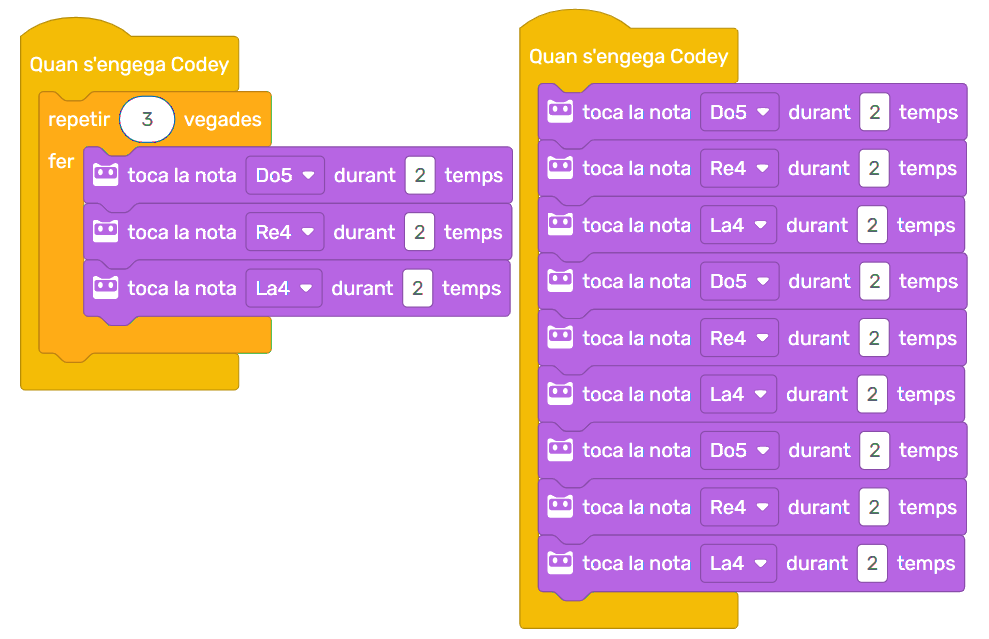 Quan s'engega Codey
repetir 3 vegades
fer
toca la nota Do5 durant 2 temps
toca la nota Re4 durant 2 temps
toca la nota La4 durant 2 temps
Quan s'engega Codey
toca la nota Do5 durant 2 temps
toca la nota Re4 durant 2 temps
toca la nota La4 durant 2 temps
toca la nota Do5 durant 2 temps
toca la nota Re4 durant 2 temps
toca la nota La4 durant 2 temps
toca la nota Do5 durant 2 temps
toca la nota Re4 durant 2 temps
toca la nota La4 durant 2 temps